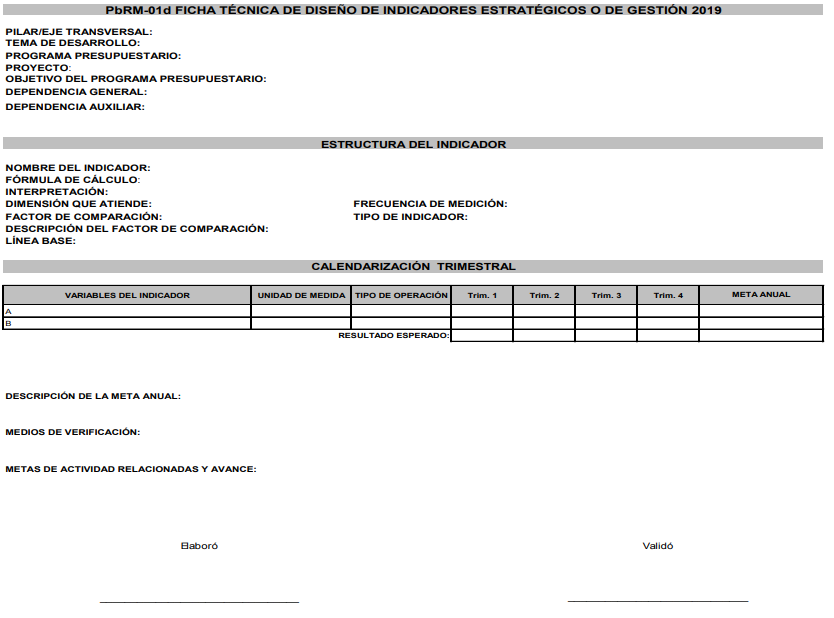 PbRM-01d FICHA TÉCNICA DE DISEÑO DE INDICADORES ESTRATÉGICOS O DE GESTIÓN 2019
PILAR/EJE TRANSVERSAL:
TEMA DE DESARROLLO:
PROGRAMA PRESUPUESTARIO:
PROYECTO:
OBJETIVO DEL PROGRAMA PRESUPUESTARIO:
DEPENDENCIA GENERAL:
DEPENDENCIA AUXILIAR:
ESTRUCTURA DEL INDICADOR
NOMBRE DEL INDICADOR:
FÓRMULA DE CÁLCULO:
INTERPRETACIÓN:
DIMENSIÓN QUE ATIENDE: FRECUENCIA DE MEDICIÓN:
FACTOR DE COMPARACIÓN: TIPO DE INDICADOR:
DESCRIPCIÓN DEL FACTOR DE COMPARACIÓN:
LÍNEA BASE:
CALENDARIZACIÓN TRIMESTRAL
VARIABLES DEL INDICADOR UNIDAD DE MEDIDA TIPO DE OPERACIÓN Trim. 1 Trim. 2 Trim. 3 Trim. 4 META ANUAL
A
B
RESULTADO ESPERADO:
DESCRIPCIÓN DE LA META ANUAL:
MEDIOS DE VERIFICACIÓN:
METAS DE ACTIVIDAD RELACIONADAS Y AVANCE:
Elaboró Validó